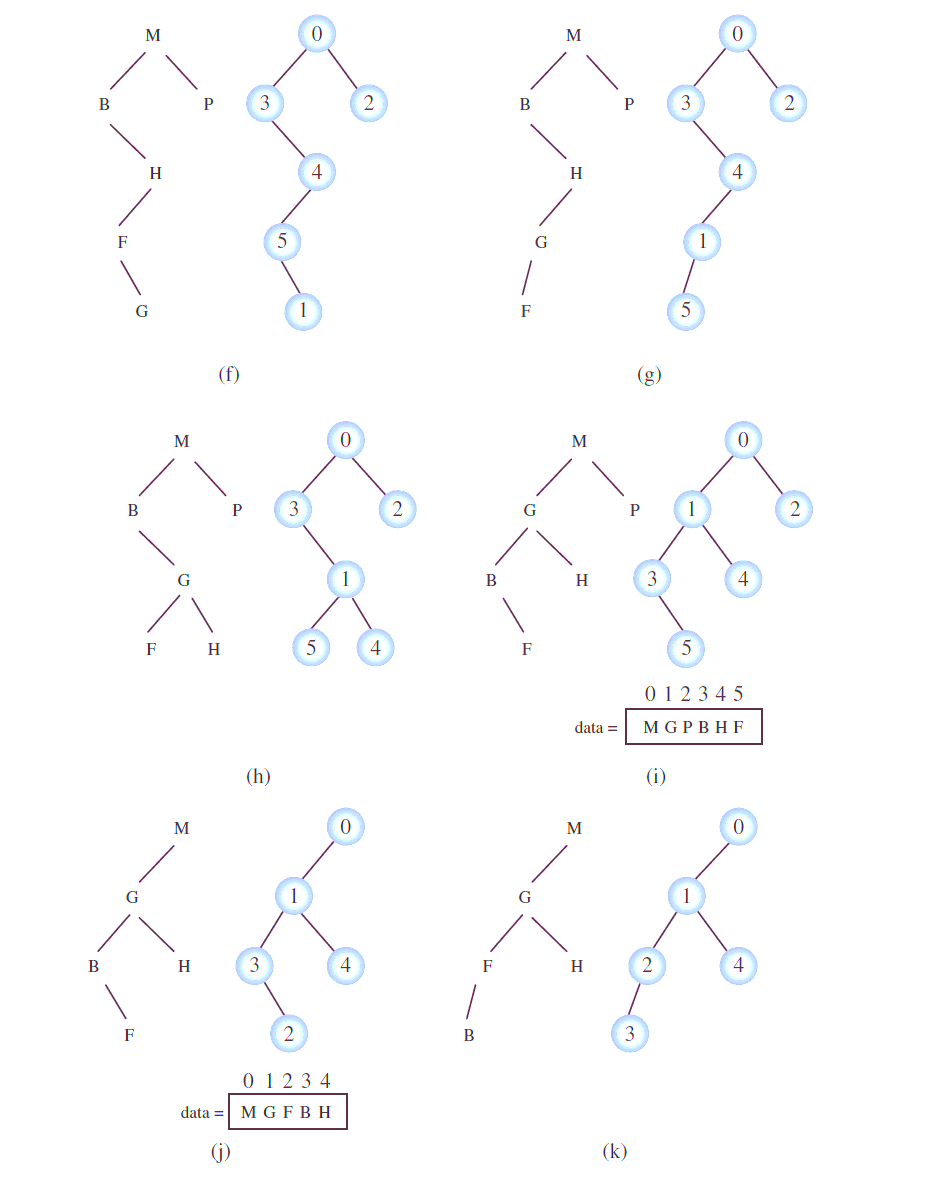 M 0
B P 3 2
H 4
F 5
G 1
(f)
M 0
B P 3 2
H 4
G 1
F 5
(g)
M 0
B P 3 2
G 1
F H 5 4
(h)
M 0
G P 1 2
B H 3 4
F 5
0 1 2 3 4 5
data = M G P B H F
(i)
M 0
G 1
B H 3 4
F 2
0 1 2 3 4
data = M G F B H
(j)
M 0
G 1
F H 2 4
B 3
(k)